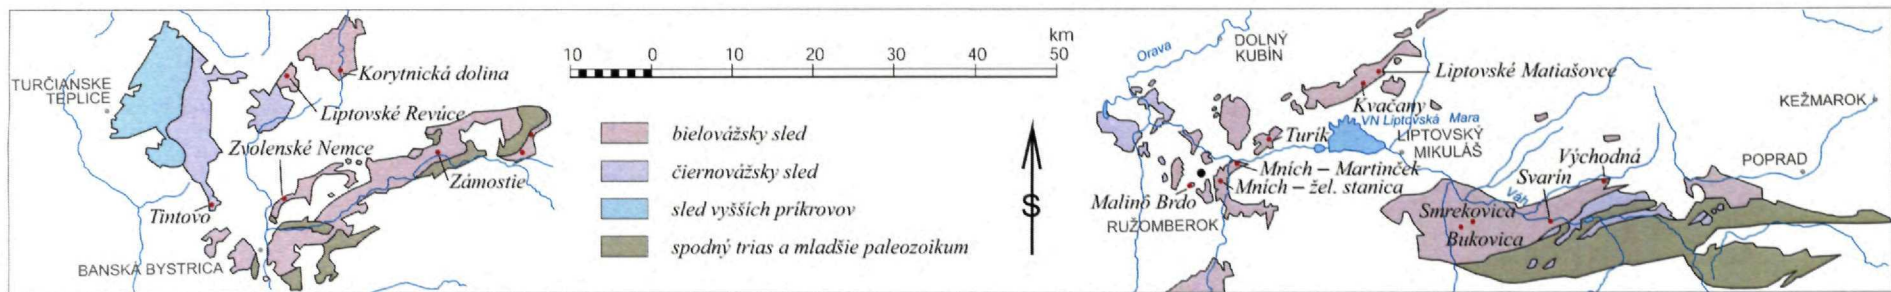 TURČIANSKE
TEPLICE
Korytnická dolina
Liptovské Revúce
Zvolenské Nemce
Zámostie
Tintovo
BANSKÁ BYSTRICA
10 0 10 20 30 40 50
km
bielovážsky sled
čiernovážsky sled
sled vyšších príkrovov
spodný trias a mladšie paleozoikum
S
Orava
DOLNÝ
KUBÍN
Liptovské Matiašovce
Kvačany
VN Liptovská Mara
Turík
LIPTOVSKÝ
MIKULÁŠ
Mních – Martinček
Mních – žel. stanica
Malinô Brdo
RUŽOMBEROK
Východná
Svarín
Váh
Smrekovica
Bukovica
KEŽMAROK
POPRAD